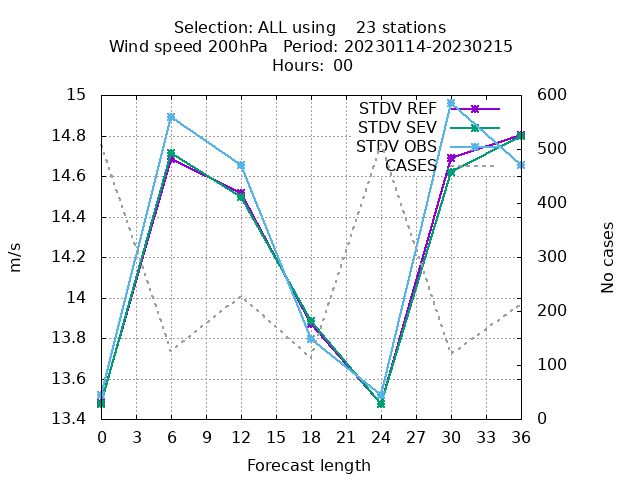 Selection: ALL using    23 stations
Wind speed 200hPa   Period: 20230114-20230215
Hours:  00
STDV REF
STDV SEV
STDV OBS
CASES
m/s
No cases
15
14.8
14.6
14.4
14.2
14
13.8
13.6
13.4
600
500
400
300
200
100
0
0 3 6 9 12 15 18 21 24 27 30 33 36
Forecast length